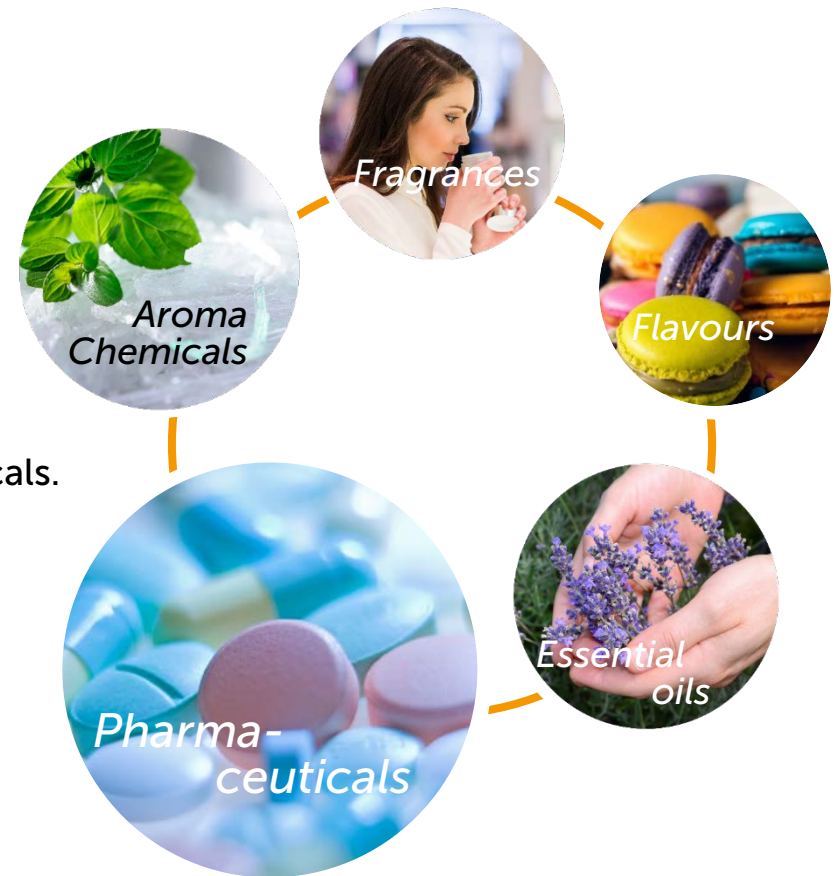 Fragrances
Aroma
Chemicals
Flavours
cals.
Essential
oils
Pharma-
ceuticals